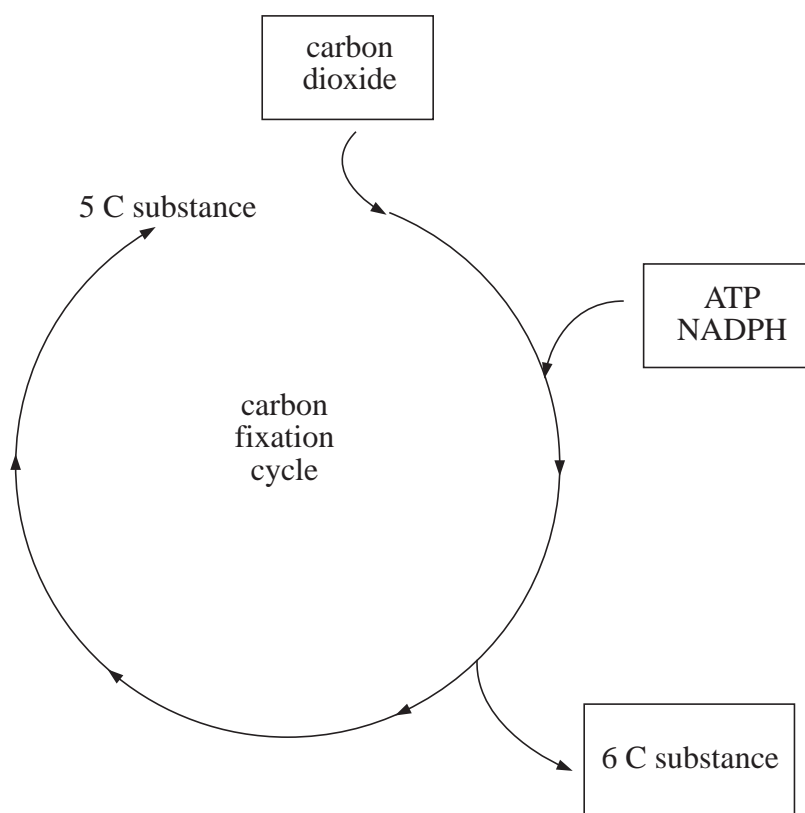 carbon
dioxide
5 C substance
ATP
NADPH
carbon
fixation
cycle
6 C substance